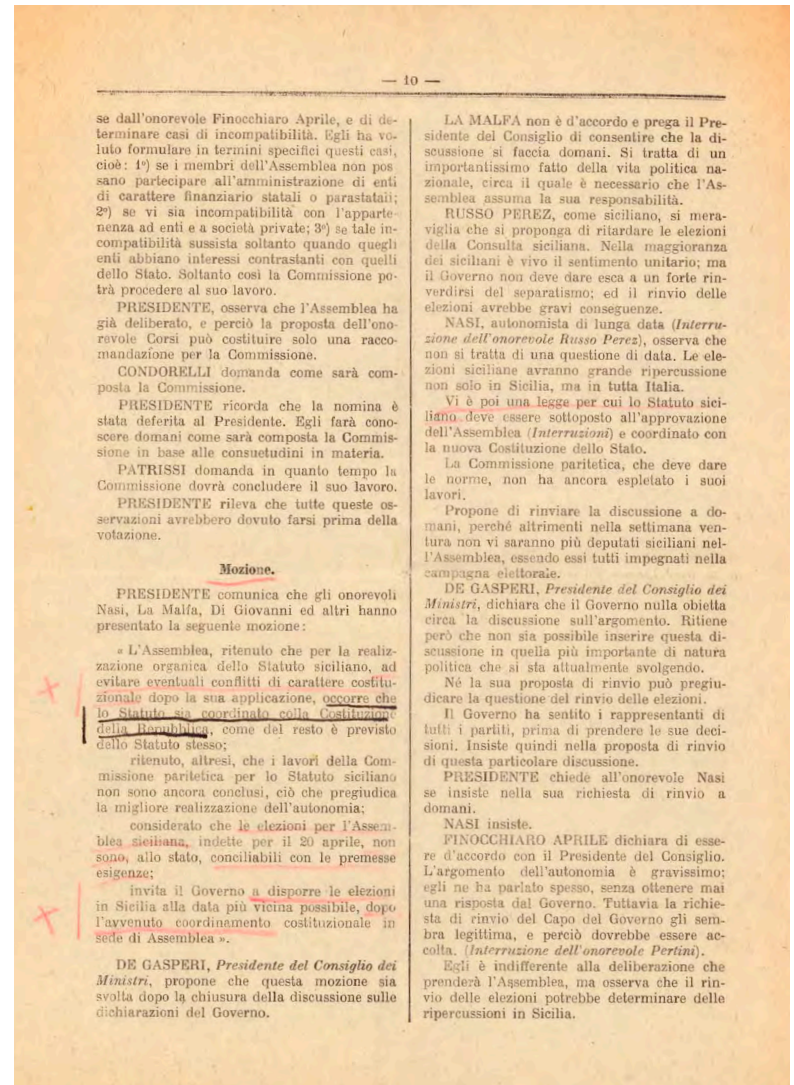 — 10 —
se dall'onorevole Finocchiaro Aprile, e di de-
terminare casi di incompatibilità. Egli ha vo-
luto formulare in termini specifici questi casi,
cioè: 1º) se i membri dell'Assemblea non pos
sano partecipare all'amministrazione di enti
di carattere finanziario statali o parastatali;
2º) se vi sia incompatibilità con l'apparte-
nenza ad enti e a società private; 3º) se tale in-
compatibilità sussista soltanto quando quegli
enti abbiano interessi contrastanti con quelli
dello Stato. Soltanto così la Commissione po-
trà procedere al suo lavoro.
PRESIDENTE, osserva che l'Assemblea ha
già deliberato, e perciò la proposta dell'ono-
revole Corsi può costituire solo una racco-
mandazione per la Commissione.
CONDORELLI domanda come sarà com-
posta la Commissione.
PRESIDENTE ricorda che la nomina è
stata deferita al Presidente. Egli farà cono-
scere domani come sarà composta la Commis-
sione in base alle consuetudini in materia.
PATRISSI domanda in quanto tempo la
Commissione dovrà concludere il suo lavoro.
PRESIDENTE rileva che tutte queste os-
servazioni avrebbero dovuto farsi prima della
votazione.
Mozione.
PRESIDENTE comunica che gli onorevoli
Nasi, La Malfa, Di Giovanni ed altri hanno
presentato la seguente mozione:
« L'Assemblea, ritenuto che per la realiz-
zazione organica dello Statuto siciliano, ad
evitare eventuali conflitti di carattere costitu-
zionale dopo la sua applicazione, occorre che
lo Statuto sia coordinato colla Costituzione
della Repubblica, come del resto è previsto
dello Statuto stesso;
ritenuto, altresì, che i lavori della Com-
missione paritetica per lo Statuto siciliano
non sono ancora conclusi, ciò che pregiudica
la migliore realizzazione dell'autonomia;
considerato che le elezioni per l'Assem-
blea siciliana, indette per il 20 aprile, non
sono, allo stato, conciliabili con le premesse
esigenze;
invita il Governo a disporre le elezioni
in Sicilia alla data più vicina possibile, dopo
l'avvenuto coordinamento costituzionale in
sede di Assemblea ».
DE GASPERI, Presidente del Consiglio dei
Ministri, propone che questa mozione sia
svolta dopo la chiusura della discussione sulle
dichiarazioni del Governo.
LA MALFA non è d'accordo e prega il Pre-
sidente del Consiglio di consentire che la di-
scussione si faccia domani. Si tratta di un
importantissimo fatto della vita politica na-
zionale, circa il quale è necessario che l'As-
semblea assuma la sua responsabilità.
RUSSO PEREZ, come siciliano, si mera-
viglia che si proponga di ritardare le elezioni
della Consulta siciliana. Nella maggioranza
dei siciliani è vivo il sentimento unitario; ma
il Governo non deve dare esca a un forte rin-
verdirsi del separatismo; ed il rinvio delle
elezioni avrebbe gravi conseguenze.
NASI, autonomista di lunga data (Interru-
zione dell'onorevole Russo Perez), osserva che
non si tratta di una questione di data. Le ele-
zioni siciliane avranno grande ripercussione
non solo in Sicilia, ma in tutta Italia.
Vi è poi una legge per cui lo Statuto sici-
liano deve essere sottoposto all'approvazione
dell'Assemblea (Interruzioni) e coordinato con
la nuova Costituzione dello Stato.
La Commissione paritetica, che deve dare
le norme, non ha ancora espletato i suoi
lavori.
Propone di rinviare la discussione a do-
mani, perché altrimenti nella settimana ven-
tura non vi saranno più deputati siciliani nel-
l'Assemblea, essendo essi tutti impegnati nella
campagna elettorale.
DE GASPERI, Presidente del Consiglio dei
Ministri, dichiara che il Governo nulla obietta
circa la discussione sull'argomento. Ritiene
però che non sia possibile inserire questa di-
scussione in quella più importante di natura
politica che si sta attualmente svolgendo.
Né la sua proposta di rinvio può pregiu-
dicare la questione del rinvio delle elezioni.
Il Governo ha sentito i rappresentanti di
tutti i partiti, prima di prendere le sue deci-
sioni. Insiste quindi nella proposta di rinvio
di questa particolare discussione.
PRESIDENTE chiede all'onorevole Nasi
se insiste nella sua richiesta di rinvio a
domani.
NASI insiste.
FINOCCHIARO APRILE dichiara di esse-
re d'accordo con il Presidente del Consiglio.
L'argomento dell'autonomia è gravissimo;
egli ne ha parlato spesso, senza ottenere mai
una risposta dal Governo. Tuttavia la richie-
sta di rinvio del Capo del Governo gli sem-
bra legittima, e perciò dovrebbe essere ac-
colta. (Interruzione dell'onorevole Pertini).
Egli è indifferente alla deliberazione che
prenderà l'Assemblea, ma osserva che il rin-
vio delle elezioni potrebbe determinare delle
ripercussioni in Sicilia.